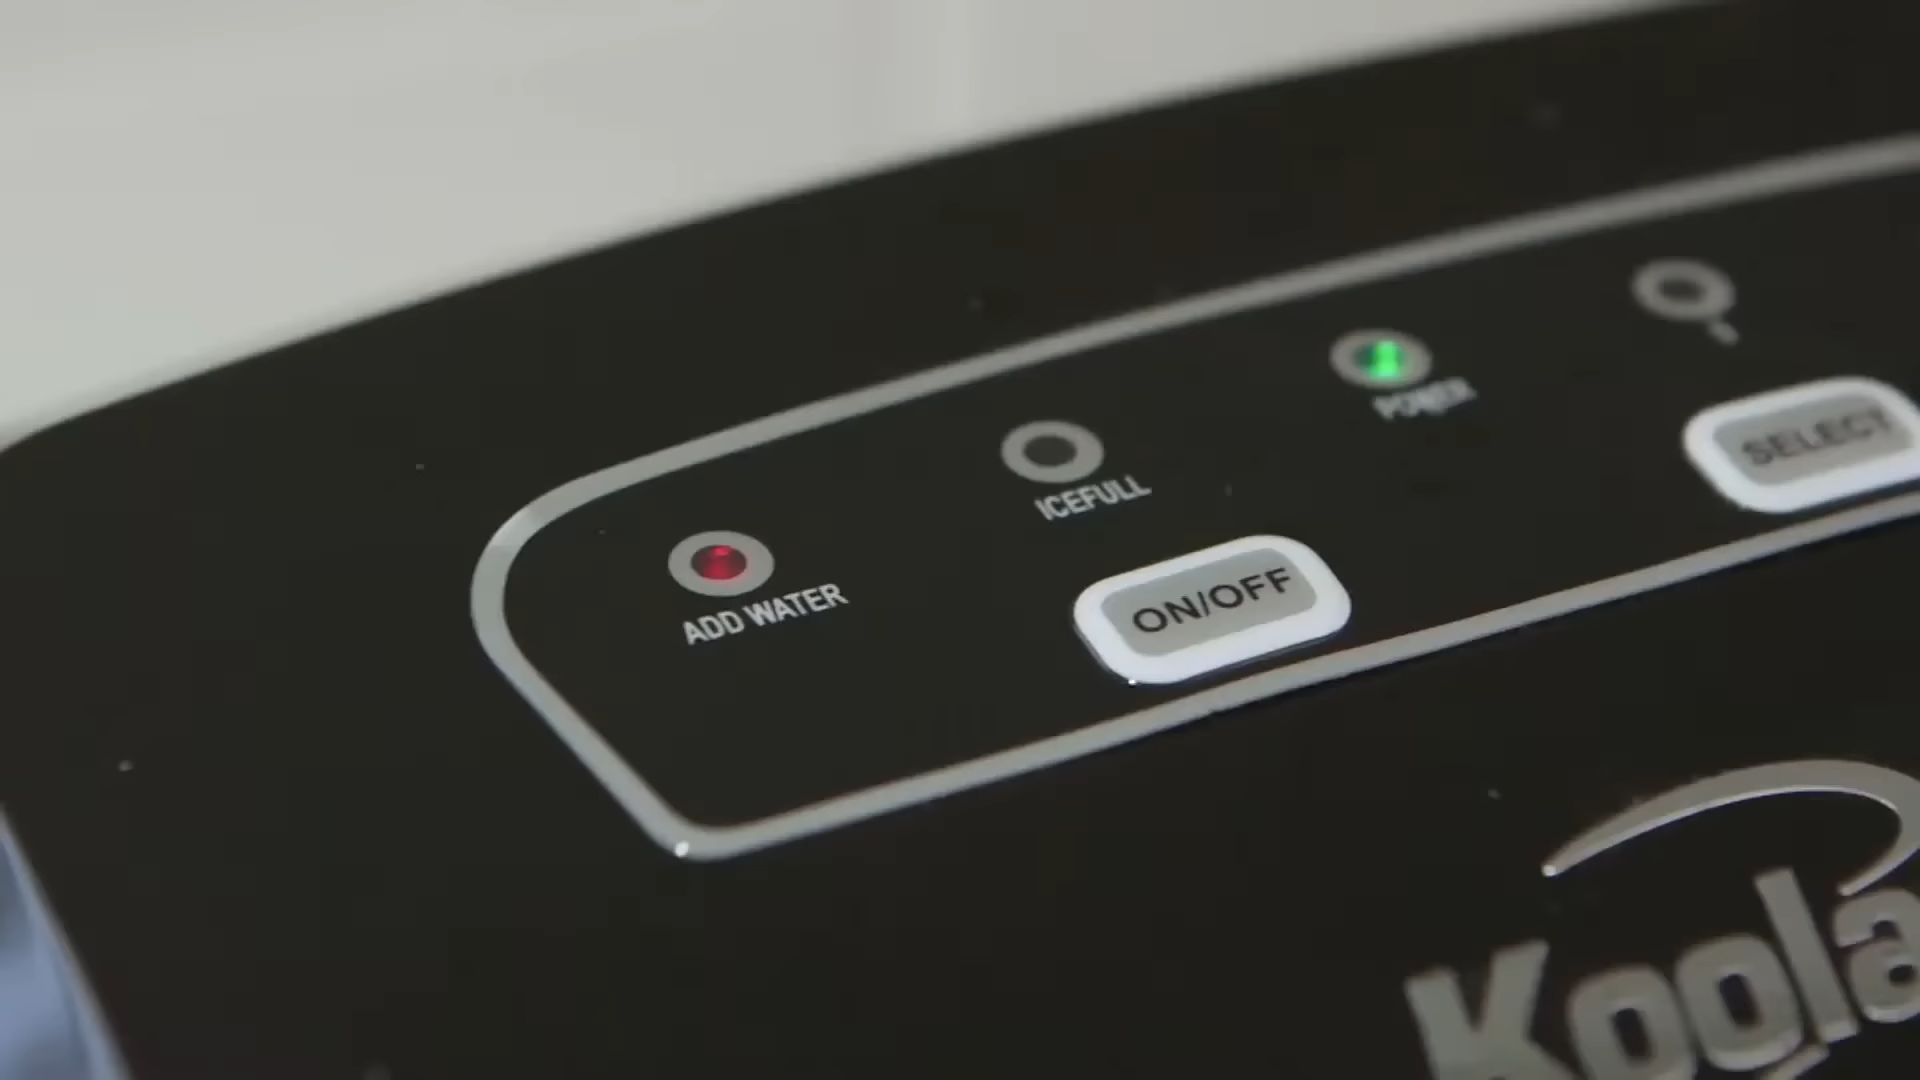 ADD WATER
ICEFULL
POWER
ON/OFF
SELECT
Koola